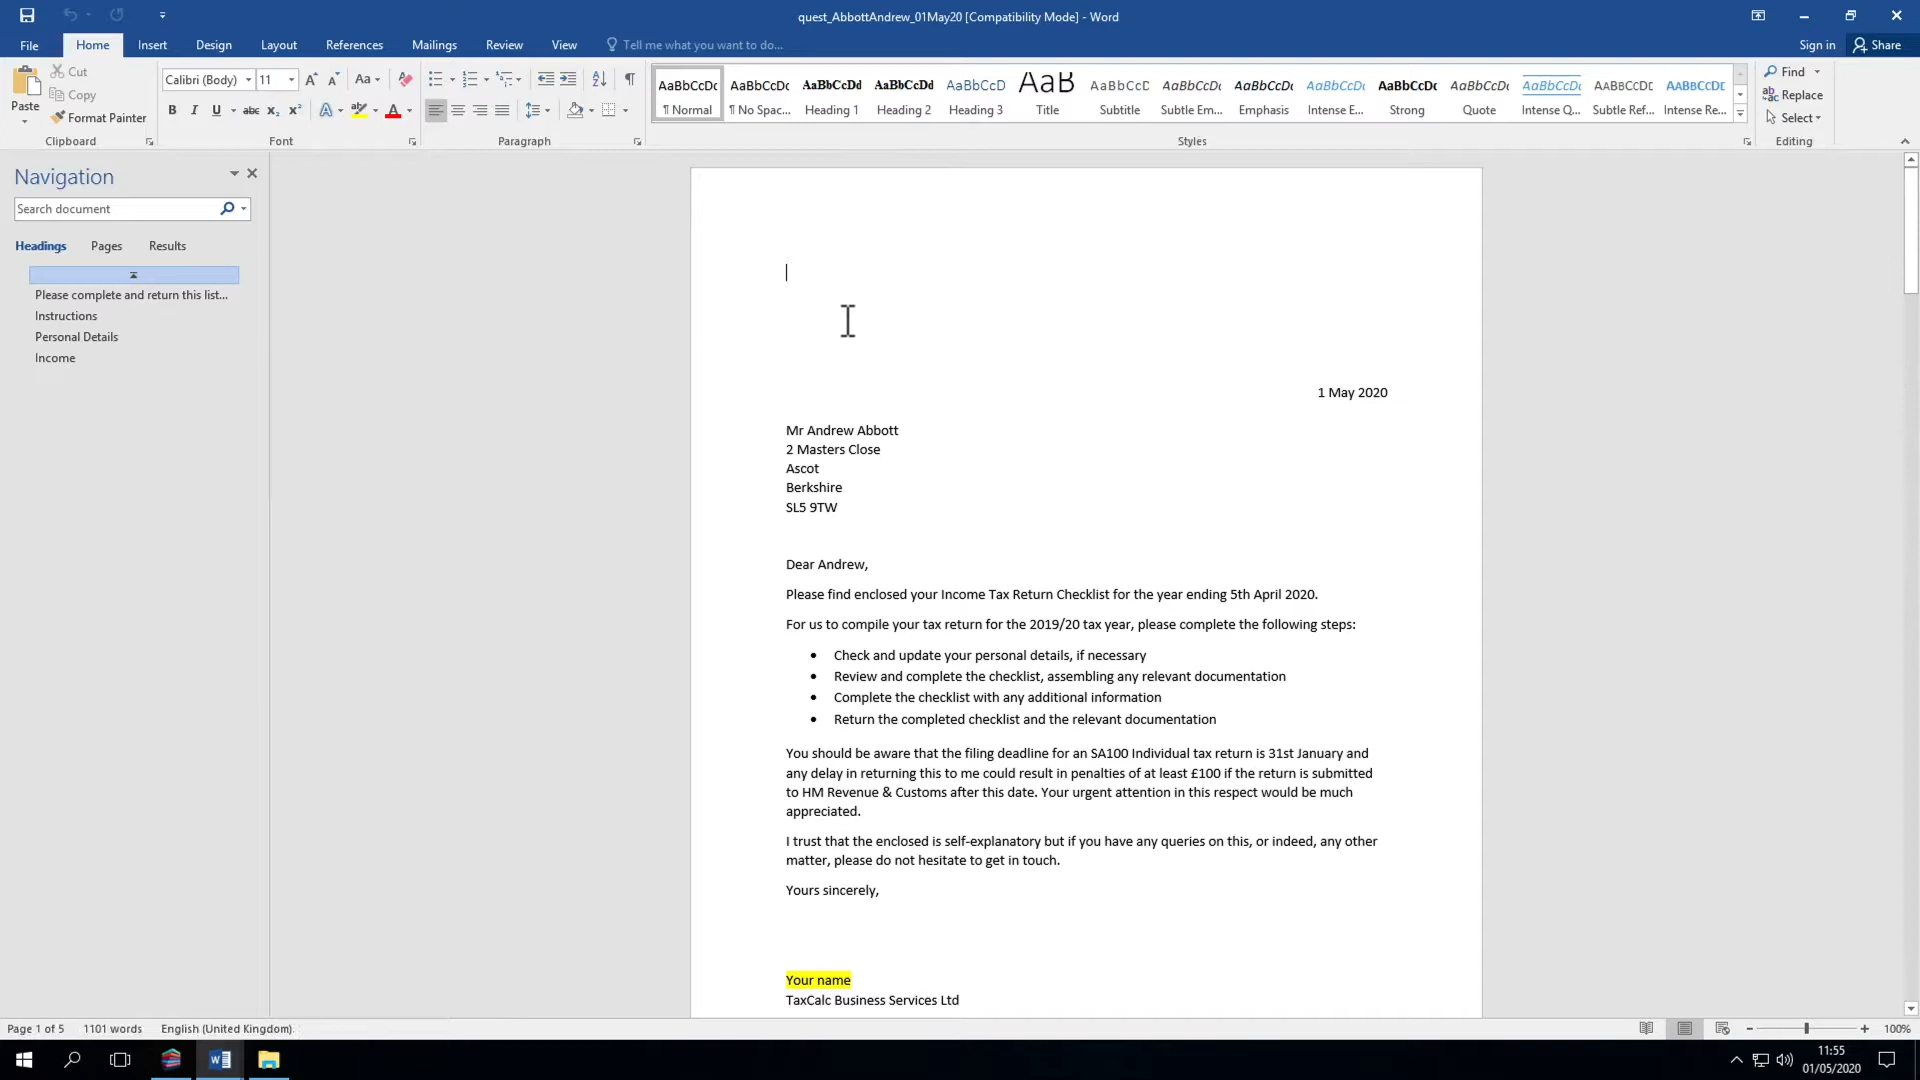 quest_AbbottAndrew_01May20 [Compatibility Mode] - Word
File Home Insert Design Layout References Mailings Review View Tell me what you want to do... Sign in Share
Paste Cut Copy Format Painter Clipboard
Calibri (Body) 11 Aa B I U abc x₂ x² A A Font
Paragraph
AaBbCcDc AaBbCcDc AaBbCcDd AaBbCcDd AaBbCcD AaB AaBbCcD AaBbCcDc AaBbCcDc AaBbCcDc AaBbCcDc AaBbCcDc AaBbCcDc AaBbCcDc AaBbCcDc
¶ Normal ¶ No Spac... Heading 1 Heading 2 Heading 3 Title Subtitle Subtle Em... Emphasis Intense E... Strong Quote Intense Q... Subtle Ref... Intense Re...
Styles
Find
Replace
Select
Editing
Navigation
Search document
Headings Pages Results
Please complete and return this list...
Instructions
Personal Details
Income
1 May 2020
Mr Andrew Abbott
2 Masters Close
Ascot
Berkshire
SL5 9TW
Dear Andrew,
Please find enclosed your Income Tax Return Checklist for the year ending 5th April 2020.
For us to compile your tax return for the 2019/20 tax year, please complete the following steps:
• Check and update your personal details, if necessary
• Review and complete the checklist, assembling any relevant documentation
• Complete the checklist with any additional information
• Return the completed checklist and the relevant documentation
You should be aware that the filing deadline for an SA100 Individual tax return is 31st January and
any delay in returning this to me could result in penalties of at least £100 if the return is submitted
to HM Revenue & Customs after this date. Your urgent attention in this respect would be much
appreciated.
I trust that the enclosed is self-explanatory but if you have any queries on this, or indeed, any other
matter, please do not hesitate to get in touch.
Yours sincerely,
Your name
TaxCalc Business Services Ltd
Page 1 of 5 1101 words English (United Kingdom) 100%
11:55
01/05/2020